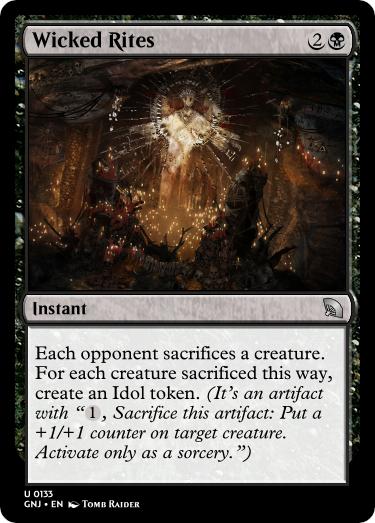 Wicked Rites 2
Instant
Each opponent sacrifices a creature.
For each creature sacrificed this way,
create an Idol token. (It's an artifact
with “1, Sacrifice this artifact: Put a
+1/+1 counter on target creature.
Activate only as a sorcery.”)
U 0133
GNJ • EN Tomb Raider